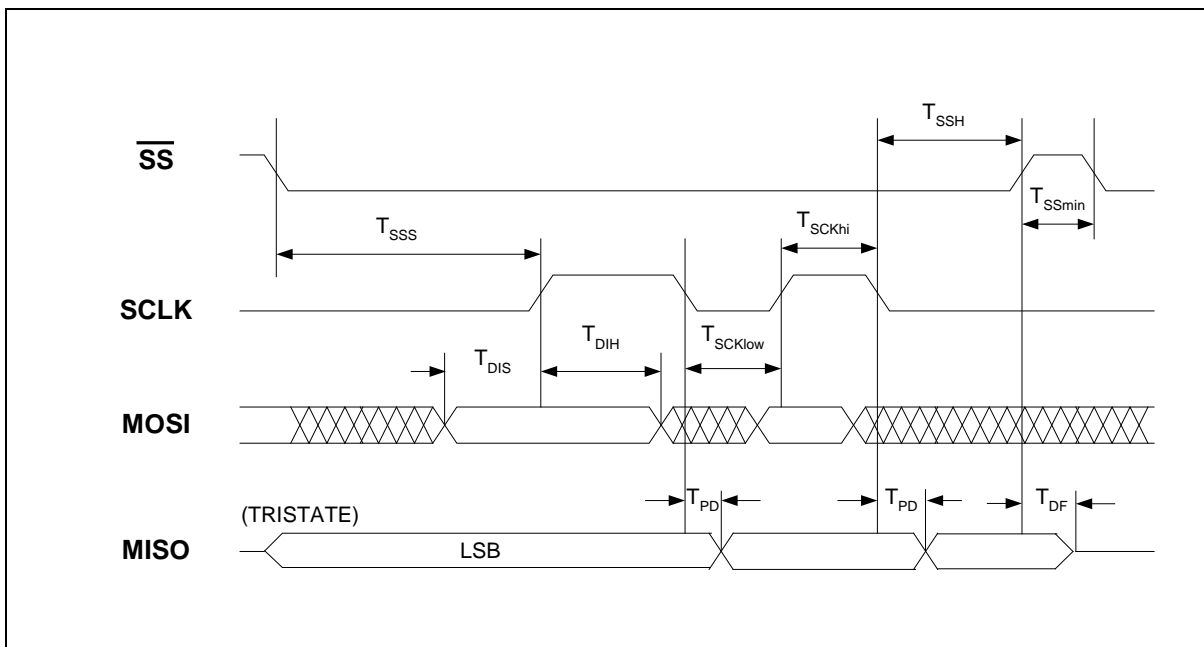 T_SSH
SS
T_SSmin
T_SSS
T_SCKhi
SCLK
T_DIH
T_SCKlow
T_DIS
MOSI
T_PD
T_PD
T_DF
(TRISTATE)
MISO
LSB